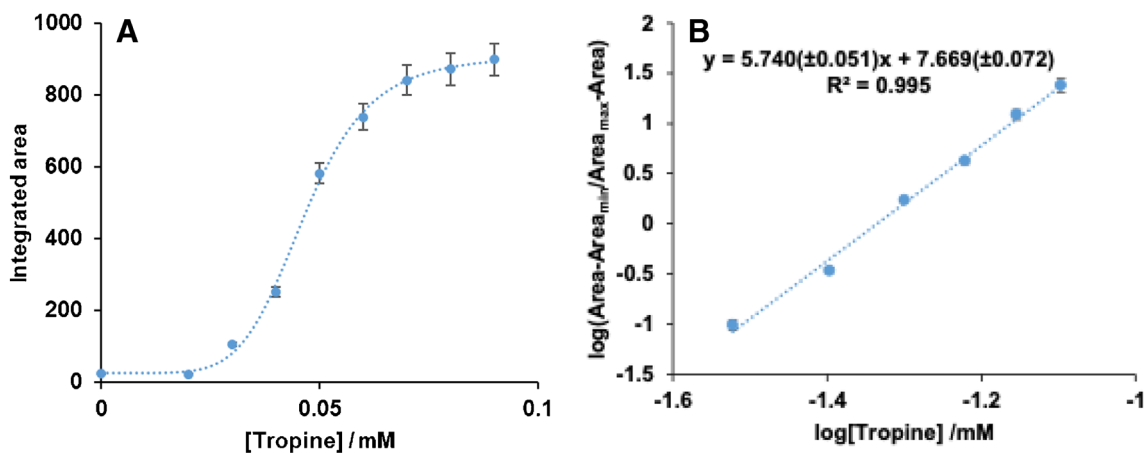 A
1000
800
600
400
200
0
0
0.05
0.1
Integrated area
[Tropine] / mM
B
y = 5.740(±0.051)x + 7.669(±0.072)
R² = 0.995
2
1.5
1
0.5
0
-0.5
-1
-1.5
-1.6
-1.4
-1.2
-1
log(Area-Areamin/Areamax-Area)
log[Tropine] /mM